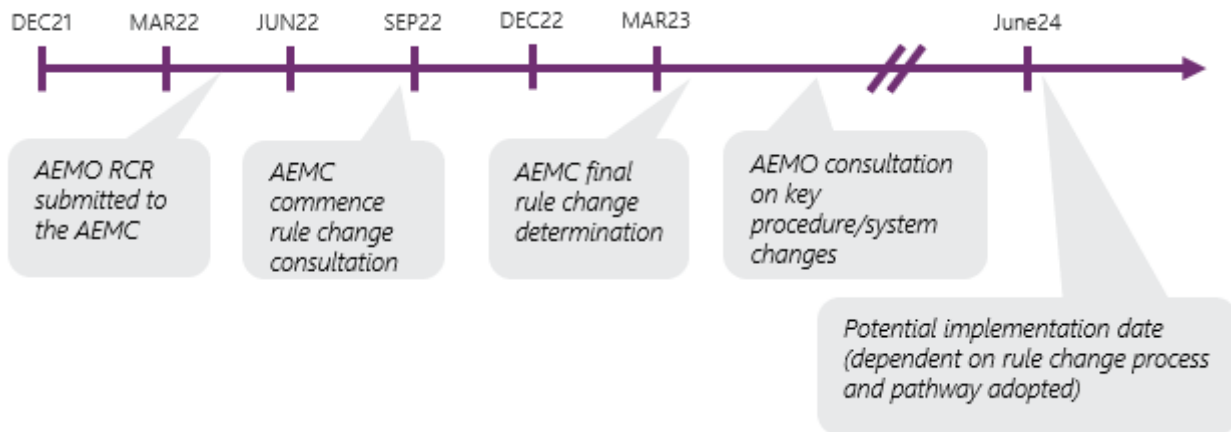 DEC21
MAR22
JUN22
SEP22
DEC22
MAR23
June24
AEMO RCR
submitted to
the AEMC
AEMC
commence
rule change
consultation
AEMC final
rule change
determination
AEMO consultation
on key
procedure/system
changes
Potential implementation date
(dependent on rule change process
and pathway adopted)